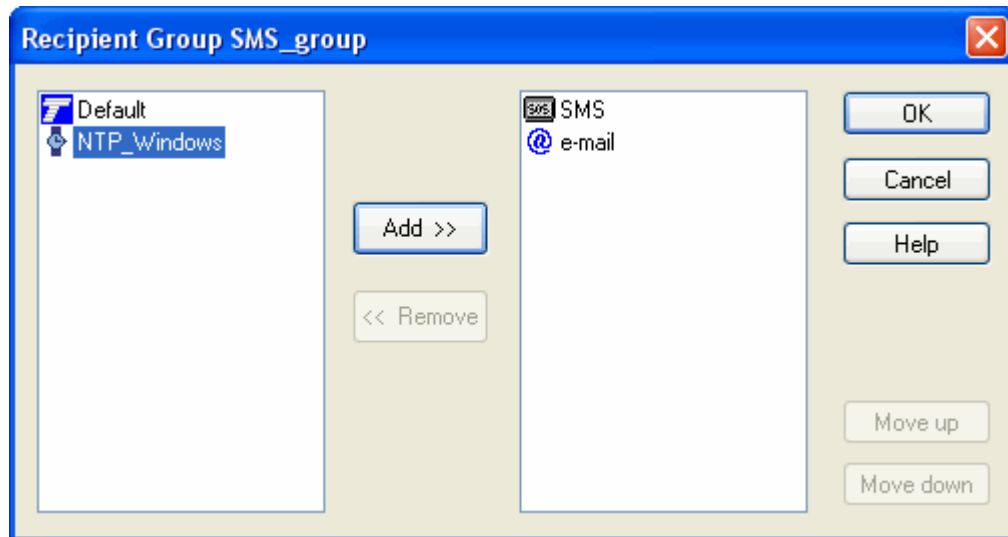 Recipient Group SMS_group
Default
NTP_Windows
Add >>
<< Remove
SMS
e-mail
OK
Cancel
Help
Move up
Move down